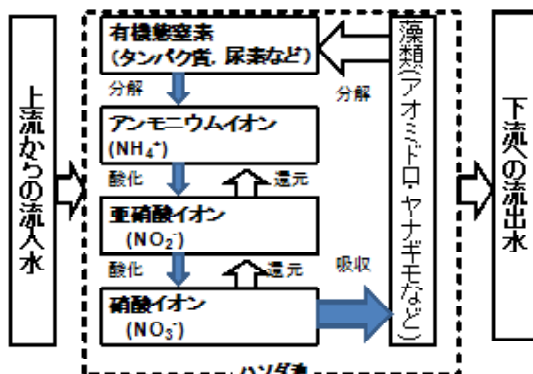 上流からの流入水
有機態窒素
(タンパク質, 尿素など)
分解
アンモニウムイオン
(NH₄⁺)
酸化
還元
亜硝酸イオン
(NO₂⁻)
酸化
還元
硝酸イオン
(NO₃⁻)
分解
吸収
藻類(アオミドロ・ヤナギモなど)
下流への流出水